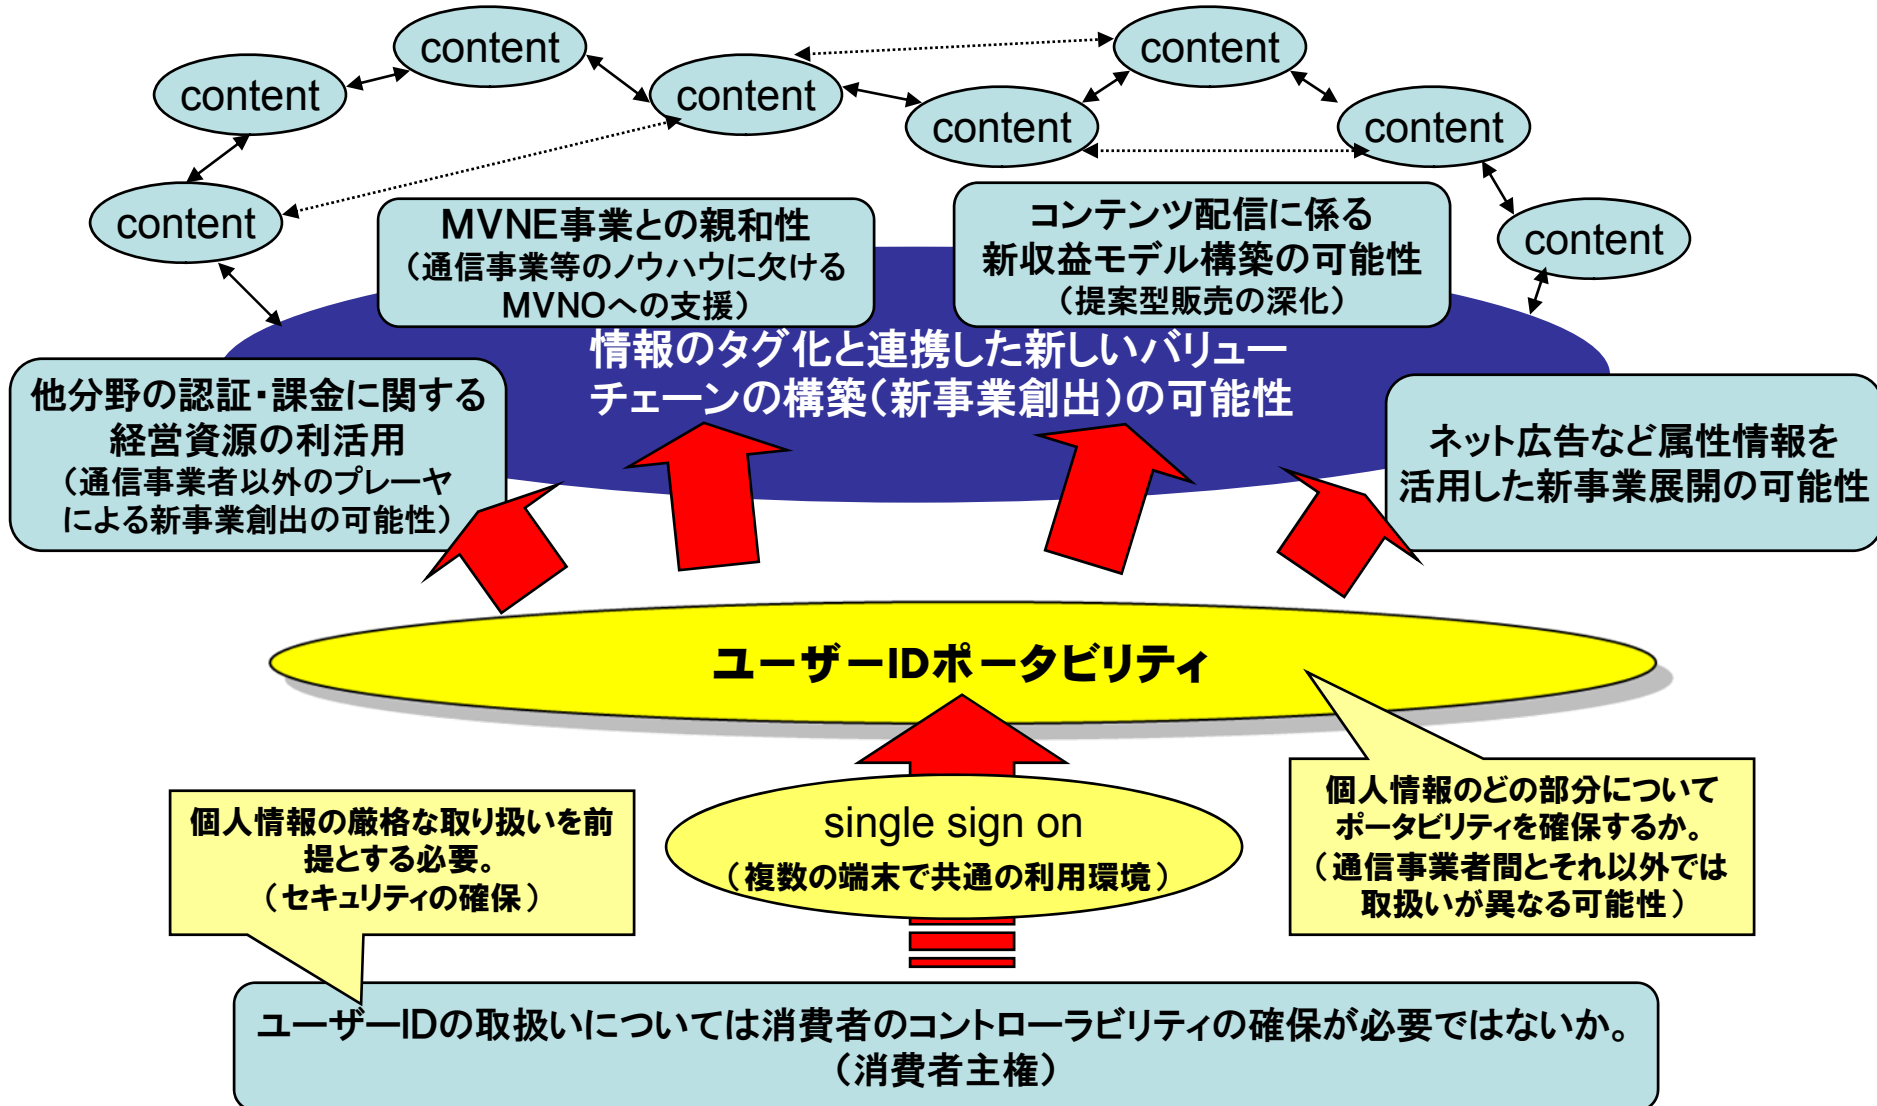 content
content
content
content
content
content
content
content
content
MVNE事業との親和性
（通信事業等のノウハウに欠ける
MVNOへの支援）
コンテンツ配信に係る
新収益モデル構築の可能性
（提案型販売の深化）
情報のタグ化と連携した新しいバリュー
チェーンの構築（新事業創出）の可能性
他分野の認証・課金に関する
経営資源の利活用
（通信事業者以外のプレーヤ
による新事業創出の可能性）
ネット広告など属性情報を
活用した新事業展開の可能性
ユーザーIDポータビリティ
個人情報の厳格な取り扱いを前
提とする必要。
（セキュリティの確保）
single sign on
（複数の端末で共通の利用環境）
個人情報のどの部分について
ポータビリティを確保するか。
（通信事業者間とそれ以外では
取扱いが異なる可能性）
ユーザーIDの取扱いについては消費者のコントローラビリティの確保が必要ではないか。
（消費者主権）